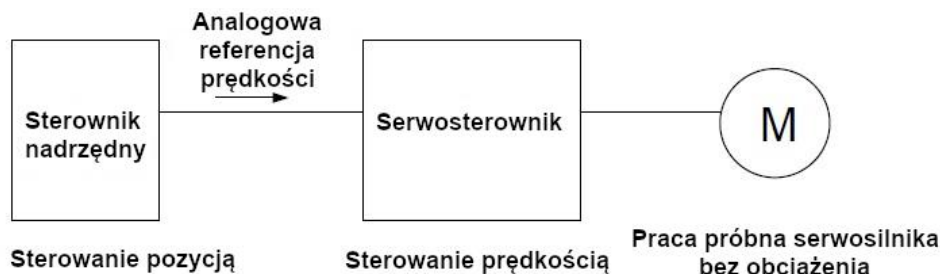 Analogowa
referencja
prędkości
Sterownik
nadrzędny
Serwosterownik
M
Sterowanie pozycją
Sterowanie prędkością
Praca próbna serwosilnika
bez obciążenia